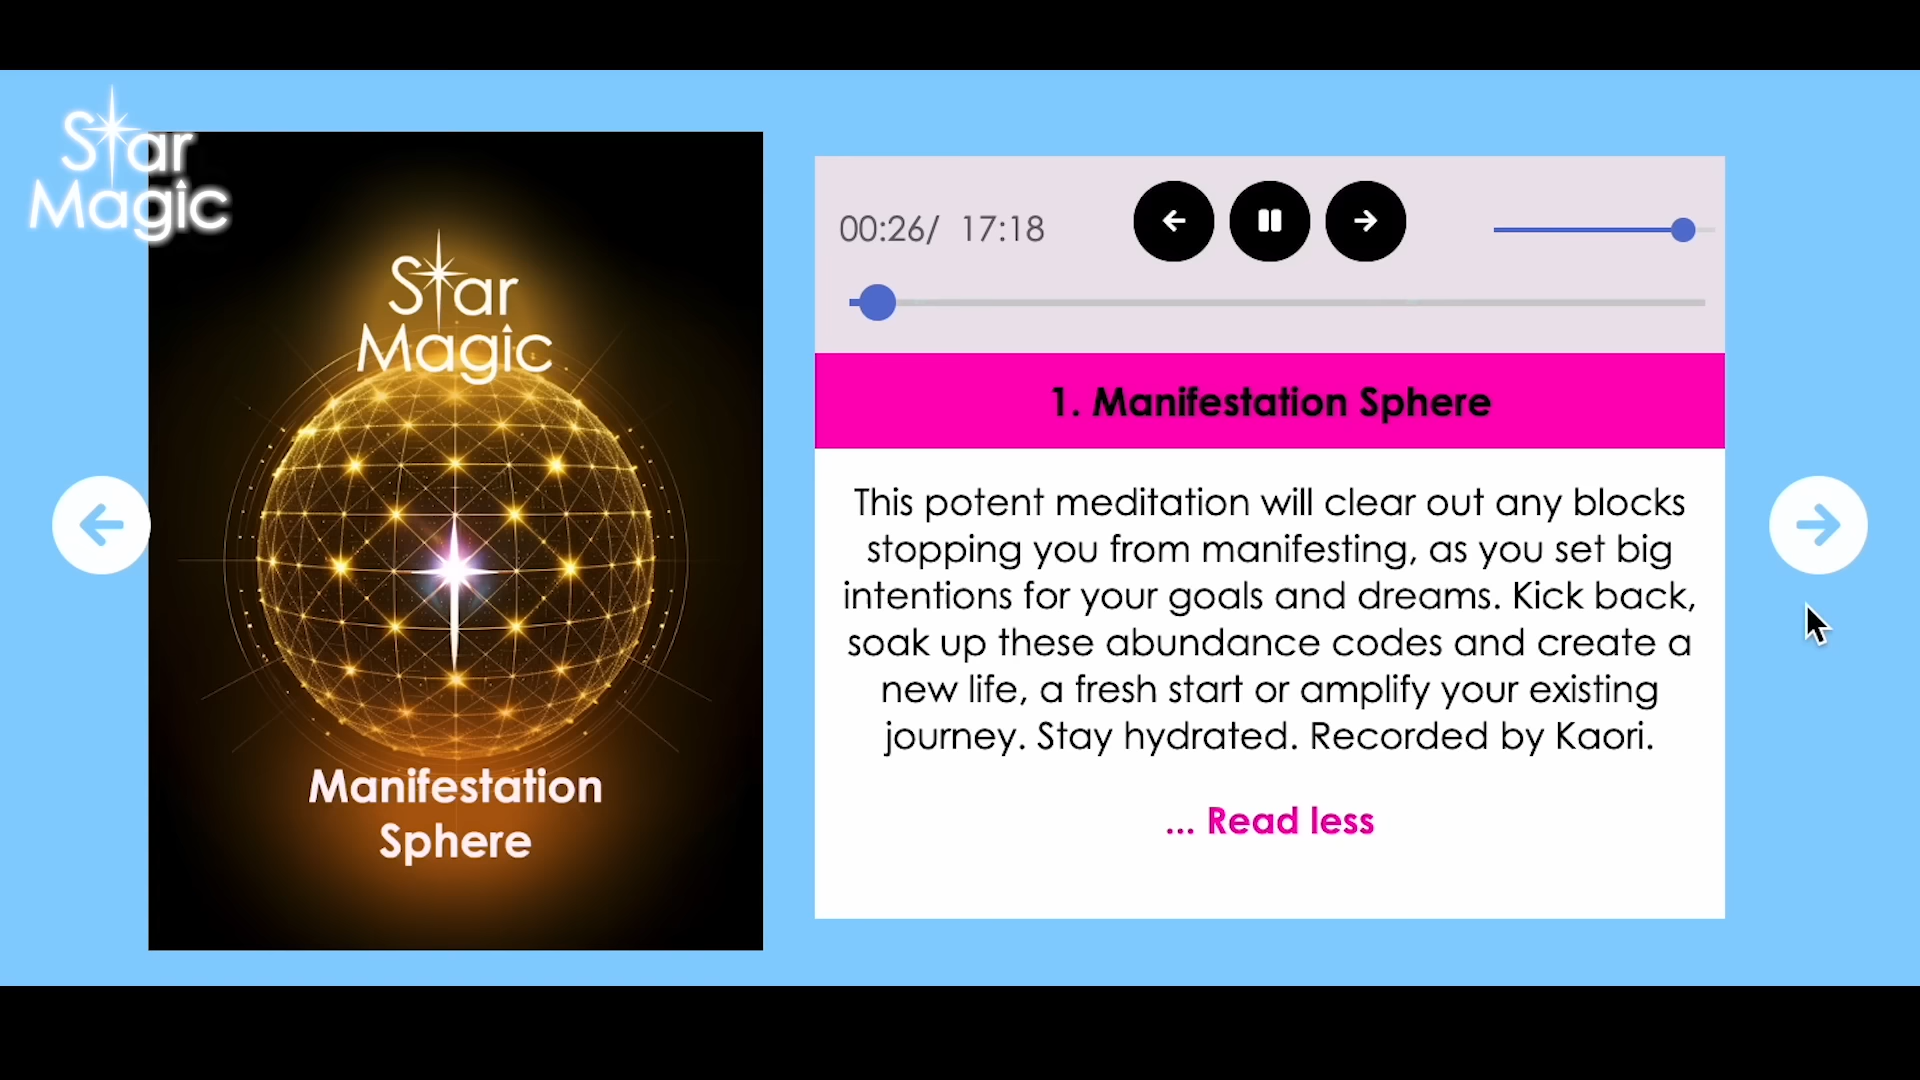 Star
Magic
Star
Magic
Manifestation
Sphere
00:26/ 17:18
1. Manifestation Sphere
This potent meditation will clear out any blocks
stopping you from manifesting, as you set big
intentions for your goals and dreams. Kick back,
soak up these abundance codes and create a
new life, a fresh start or amplify your existing
journey. Stay hydrated. Recorded by Kaori.
... Read less